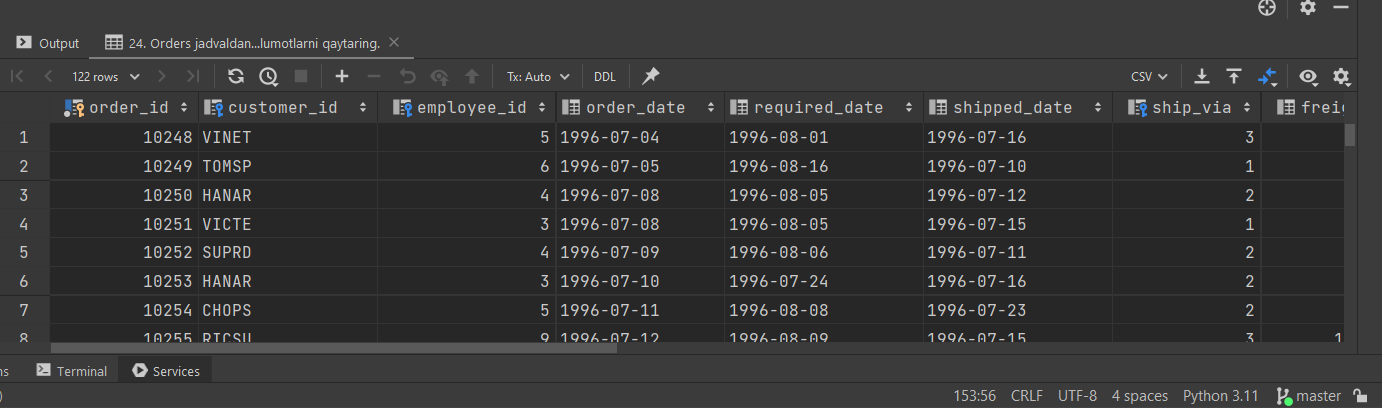 Output 24. Orders jadvaldan...lumotlarni qaytaring.
122 rows Tx: Auto DDL CSV
order_id customer_id employee_id order_date required_date shipped_date ship_via
1 10248 VINET 5 1996-07-04 1996-08-01 1996-07-16 3
2 10249 TOMSP 6 1996-07-05 1996-08-16 1996-07-10 1
3 10250 HANAR 4 1996-07-08 1996-08-05 1996-07-12 2
4 10251 VICTE 3 1996-07-08 1996-08-05 1996-07-15 1
5 10252 SUPRD 4 1996-07-09 1996-08-06 1996-07-11 2
6 10253 HANAR 3 1996-07-10 1996-07-24 1996-07-16 2
7 10254 CHOPS 5 1996-07-11 1996-08-08 1996-07-23 2
8 10255 RICSU 9 1996-07-12 1996-08-09 1996-07-15 3 1
Terminal Services
153:56 CRLF UTF-8 4 spaces Python 3.11 master